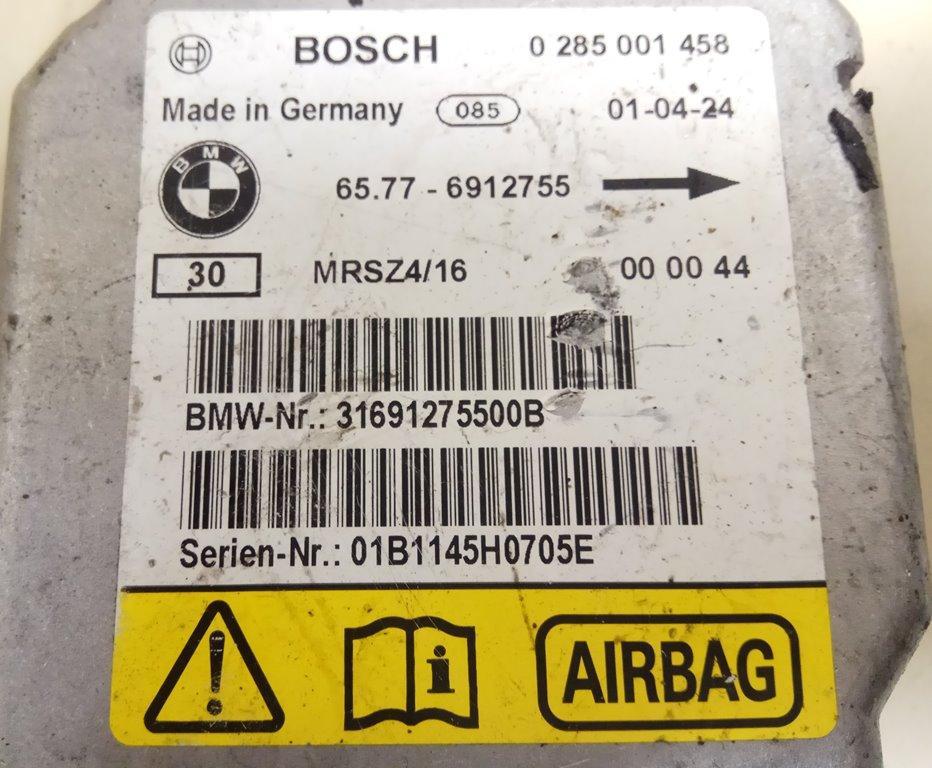 BOSCH 0 285 001 458
Made in Germany 085 01-04-24
BMW
65.77 - 6912755
30 MRSZ4/16 00 00 44
BMW-Nr.: 31691275500B
Serien-Nr.: 01B1145H0705E
i AIRBAG